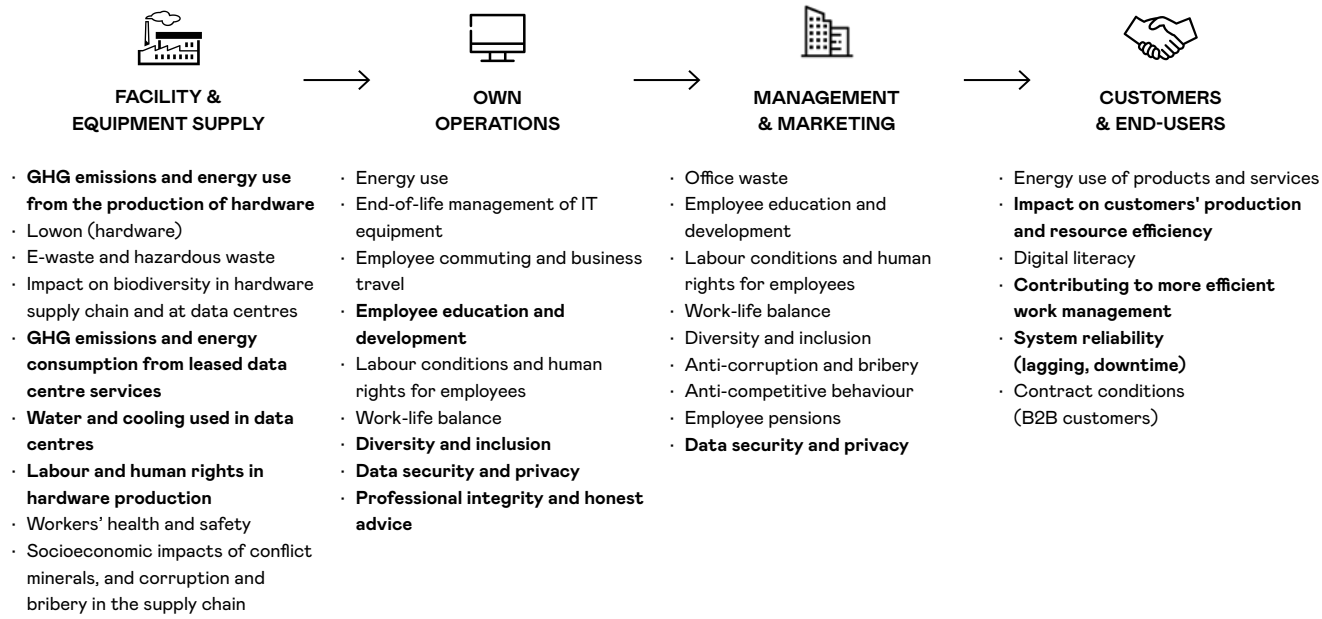 FACILITY &
EQUIPMENT SUPPLY
· GHG emissions and energy use
from the production of hardware
· Lowon (hardware)
· E-waste and hazardous waste
· Impact on biodiversity in hardware
supply chain and at data centres
· GHG emissions and energy
consumption from leased data
centre services
· Water and cooling used in data
centres
· Labour and human rights in
hardware production
· Workers’ health and safety
· Socioeconomic impacts of conflict
minerals, and corruption and
bribery in the supply chain
OWN
OPERATIONS
· Energy use
· End-of-life management of IT
equipment
· Employee commuting and business
travel
· Employee education and
development
· Labour conditions and human
rights for employees
· Work-life balance
· Diversity and inclusion
· Data security and privacy
· Professional integrity and honest
advice
MANAGEMENT
& MARKETING
· Office waste
· Employee education and
development
· Labour conditions and human
rights for employees
· Work-life balance
· Diversity and inclusion
· Anti-corruption and bribery
· Anti-competitive behaviour
· Employee pensions
· Data security and privacy
CUSTOMERS
& END-USERS
· Energy use of products and services
· Impact on customers' production
and resource efficiency
· Digital literacy
· Contributing to more efficient
work management
· System reliability
(lagging, downtime)
· Contract conditions
(B2B customers)